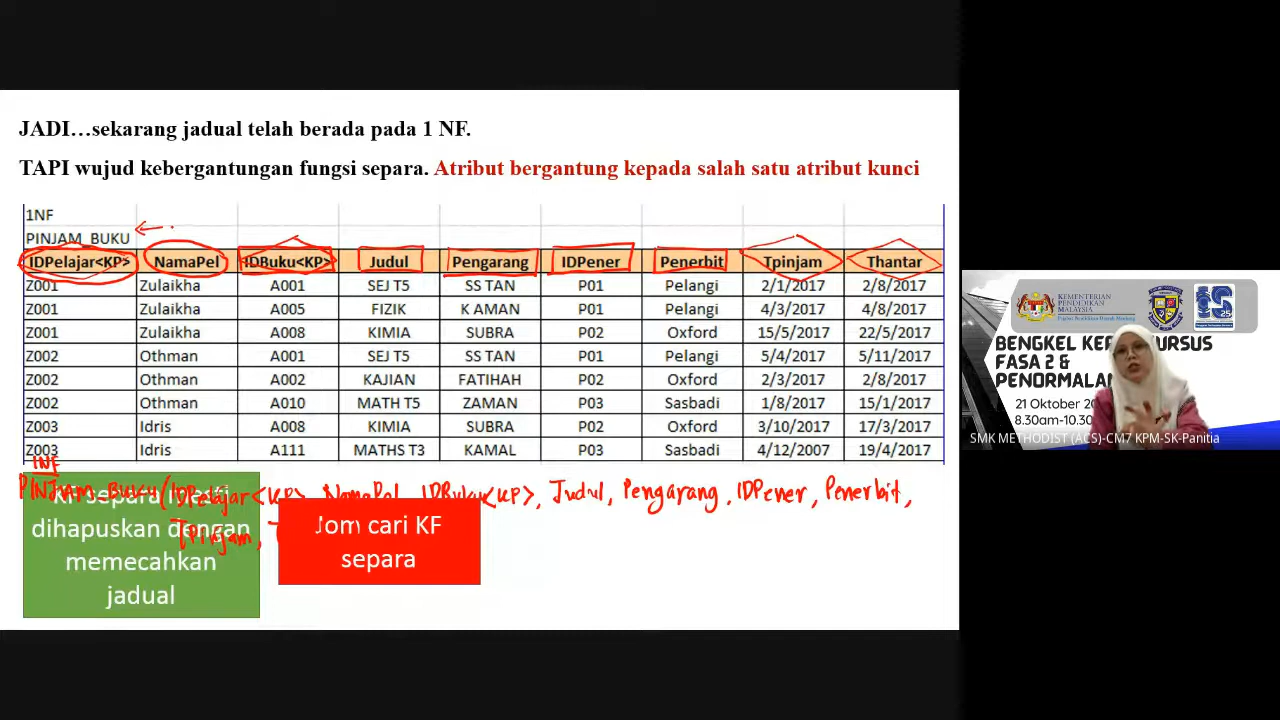 JADI…sekarang jadual telah berada pada 1 NF.
TAPI wujud kebergantungan fungsi separa. Atribut bergantung kepada salah satu atribut kunci
1NF
PINJAM_BUKU
IDPelajar<KP> NamaPel IDBuku<KP> Judul Pengarang IDPener Penerbit Tpinjam Thantar
Z001 Zulaikha A001 SEJ T5 SS TAN P01 Pelangi 2/1/2017 2/8/2017
Z001 Zulaikha A005 FIZIK K AMAN P01 Pelangi 4/3/2017 4/8/2017
Z001 Zulaikha A008 KIMIA SUBRA P02 Oxford 15/5/2017 22/5/2017
Z002 Othman A001 SEJ T5 SS TAN P01 Pelangi 5/4/2017 5/11/2017
Z002 Othman A002 KAJIAN FATIHAH P02 Oxford 2/3/2017 2/8/2017
Z002 Othman A010 MATH T5 ZAMAN P03 Sasbadi 1/8/2017 15/1/2017
Z003 Idris A008 KIMIA SUBRA P02 Oxford 3/10/2017 17/3/2017
Z003 Idris A111 MATHS T3 KAMAL P03 Sasbadi 4/12/2007 19/4/2017
1NF
PINJAM_BUKU (IDPelajar<KP>, NamaPel, IDBuku<KP>, Judul, Pengarang, IDPener, Penerbit,
Tpinjam,
KF separa
dihapuskan dengan
memecahkan
jadual
Jom cari KF
separa
KEMENTERIAN
PENDIDIKAN
MALAYSIA
25
FASA 2 &
21 Oktober
SMK METHODIST (ACS)-CM7 KPM-SK-Panitia